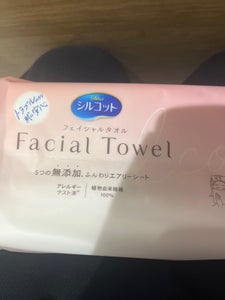 シルコット
フェイシャルタオル
Facial Towel
5つの無添加、ふんわりエアリーシート
アレルギー
テスト済
植物由来繊維
100%